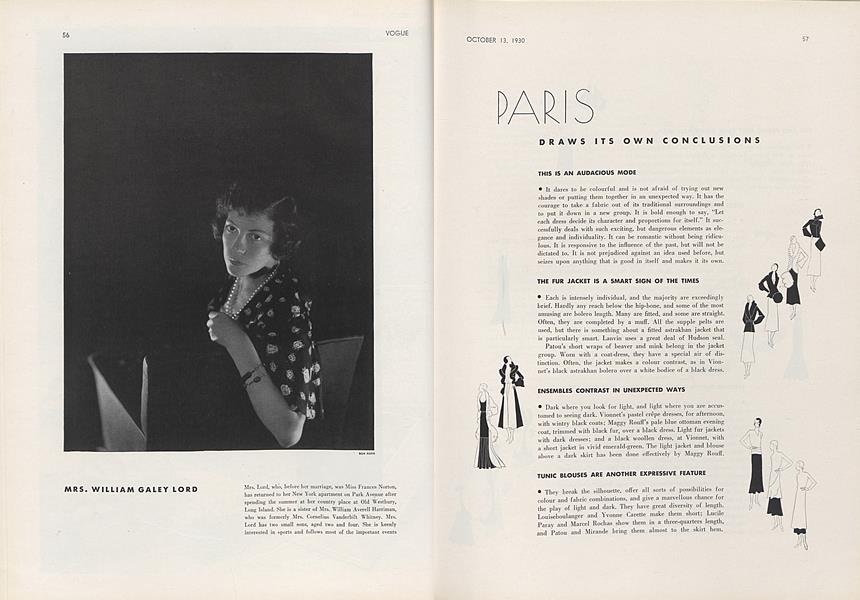 56
VOGUE
MRS. WILLIAM GALEY LORD
Mrs. Lord, who, before her marriage, was Miss Frances Norton,
has returned to her New York apartment on Park Avenue after
spending the summer at her country place at Old Westbury,
Long Island. She is a sister of Mrs. William Averell Harriman,
who was formerly Mrs. Cornelius Vanderbilt Whitney. Mrs.
Lord has two small sons, aged two and four. She is keenly
interested in sports and follows most of the important events
OCTOBER 13, 1930
57
PARIS
DRAWS ITS OWN CONCLUSIONS
THIS IS AN AUDACIOUS MODE
• It dares to be colourful and is not afraid of trying out new
shades or putting them together in an unexpected way. It has the
courage to take a fabric out of its traditional surroundings and
to put it down in a new group. It is bold enough to say, "Let
each dress decide its character and proportions for itself." It suc-
cessfully deals with such exciting, but dangerous elements as ele-
gance and individuality. It can be romantic without being ridicu-
lous. It is responsive to the influence of the past, but will not be
dictated to. It is not prejudiced against an idea used before, but
seizes upon anything that is good in itself and makes it its own.
THE FUR JACKET IS A SMART SIGN OF THE TIMES
• Each is intensely individual, and the majority are exceedingly
brief. Hardly any reach below the hip-bone, and some of the most
amusing are bolero length. Many are fitted, and some are straight.
Often, they are completed by a muff. All the supple pelts are
used, but there is something about a fitted astrakhan jacket that
is particularly smart. Lanvin uses a great deal of Hudson seal.
Patou's short wraps of beaver and mink belong in the jacket
group. Worn with a coat-dress, they have a special air of dis-
tinction. Often, the jacket makes a colour contrast, as in Vion-
net's black astrakhan bolero over a white bodice of a black dress.
ENSEMBLES CONTRAST IN UNEXPECTED WAYS
• Dark where you look for light, and light where you are accus-
tomed to seeing dark. Vionnet's pastel crêpe dresses, for afternoon,
with wintry black coats; Maggy Rouff's pale blue ottoman evening
coat, trimmed with black fur, over a black dress. Light fur jackets
with dark dresses; and a black woollen dress, at Vionnet, with
a short jacket in vivid emerald-green. The light jacket and blouse
above a dark skirt has been done effectively by Maggy Rouff.
TUNIC BLOUSES ARE ANOTHER EXPRESSIVE FEATURE
• They break the silhouette, offer all sorts of possibilities for
colour and fabric combinations, and give a marvellous chance for
the play of light and dark. They have great diversity of length.
Louiseboulanger and Yvonne Carette make them short; Lucile
Paray and Marcel Rochas show them in a three-quarters length,
and Patou and Mirande bring them almost to the skirt hem.